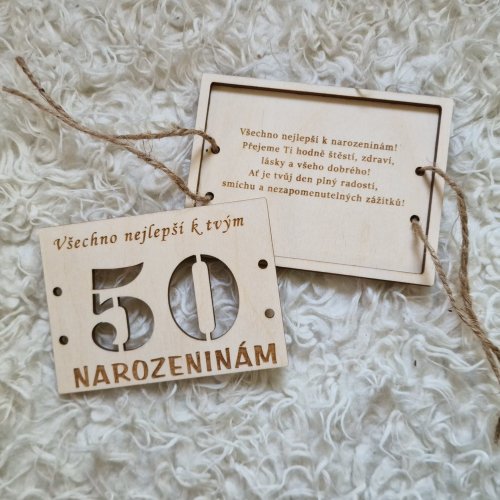 Všechno nejlepší k narozeninám!
Přejeme Ti hodně štěstí, zdraví,
lásky a všeho dobrého!
Ať je tvůj den plný radosti,
smíchu a nezapomenutelných zážitků!
Všechno nejlepší k tvým
50
NAROZENINÁM